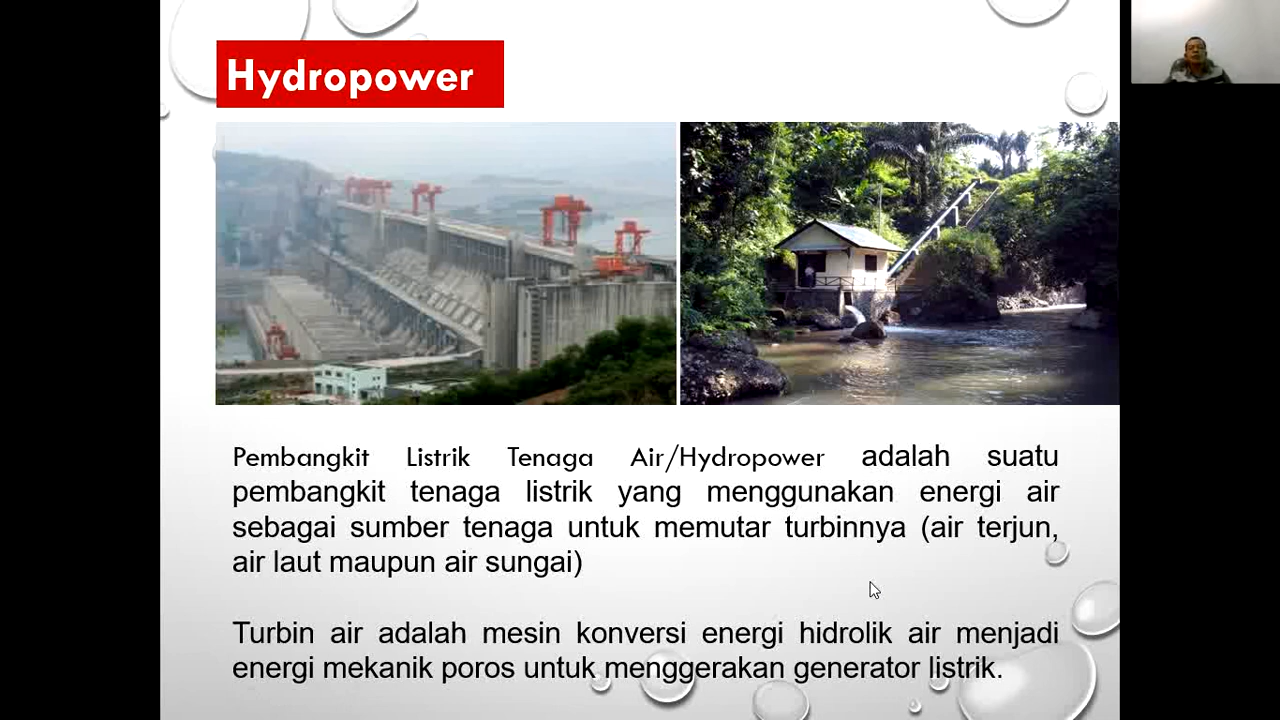 Hydropower
Pembangkit Listrik Tenaga Air/Hydropower adalah suatu
pembangkit tenaga listrik yang menggunakan energi air
sebagai sumber tenaga untuk memutar turbinnya (air terjun,
air laut maupun air sungai)
Turbin air adalah mesin konversi energi hidrolik air menjadi
energi mekanik poros untuk menggerakan generator listrik.